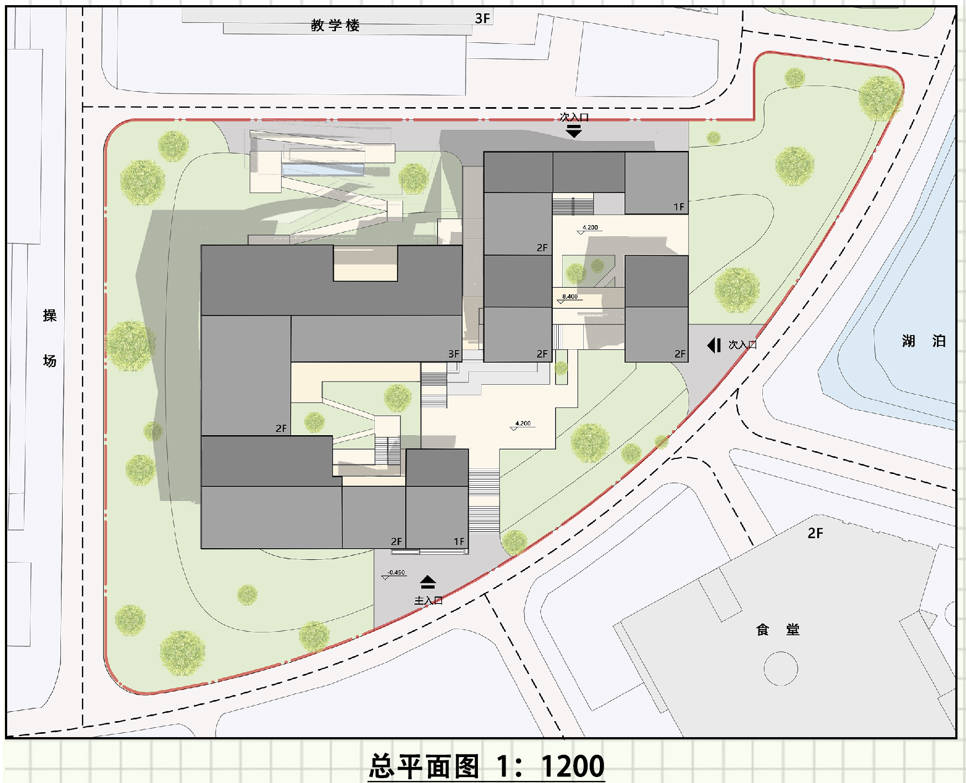 教学楼
3F
次入口
1F
4.200
2F
8.400
操场
湖泊
次入口
3F
2F
2F
2F
4.200
2F
1F
2F
-0.450
主入口
食堂
总平面图 1：1200